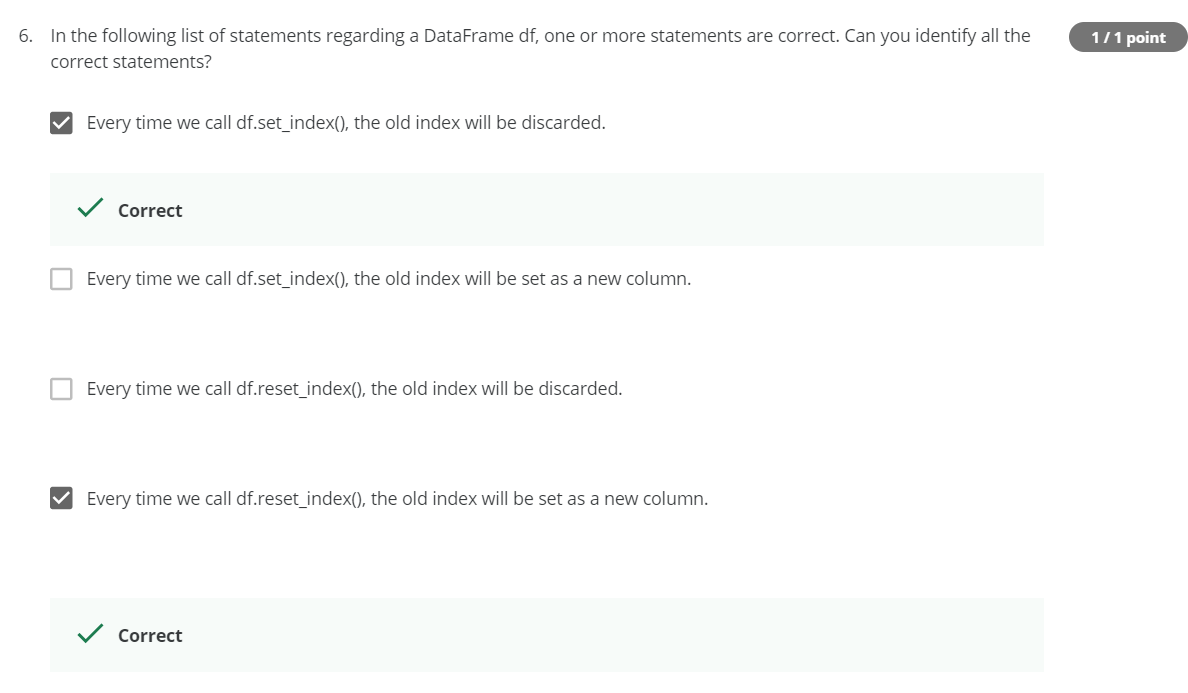 6. In the following list of statements regarding a DataFrame df, one or more statements are correct. Can you identify all the
1 / 1 point
correct statements?
Every time we call df.set_index(), the old index will be discarded.
Correct
Every time we call df.set_index(), the old index will be set as a new column.
Every time we call df.reset_index(), the old index will be discarded.
Every time we call df.reset_index(), the old index will be set as a new column.
Correct